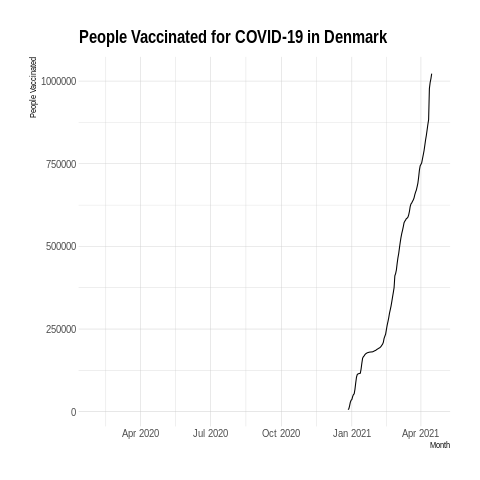 People Vaccinated for COVID-19 in Denmark
People Vaccinated
1000000
750000
500000
250000
0
Apr 2020 Jul 2020 Oct 2020 Jan 2021 Apr 2021
Month